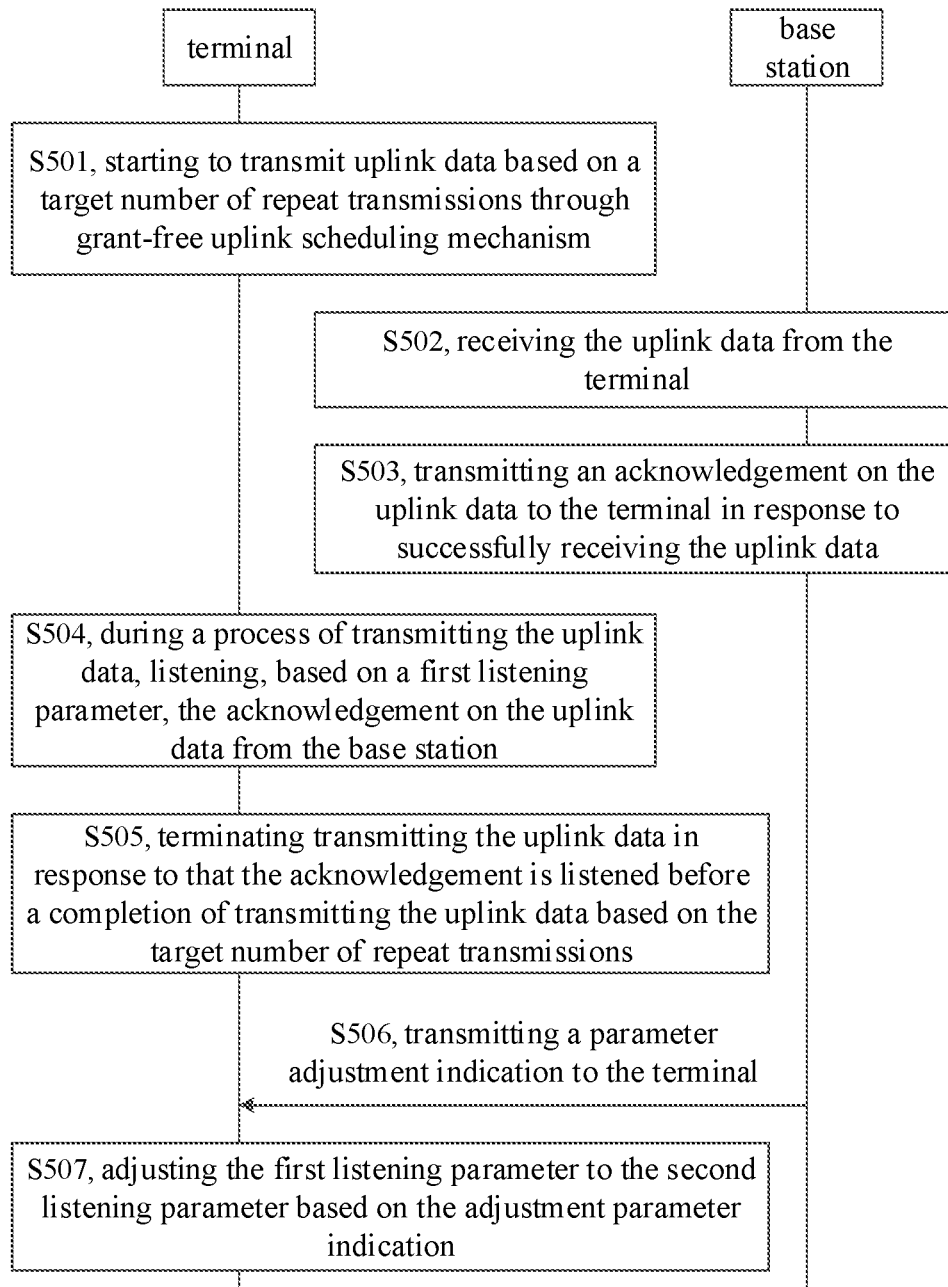 terminal
base
station
S501, starting to transmit uplink data based on a
target number of repeat transmissions through
grant-free uplink scheduling mechanism
S502, receiving the uplink data from the
terminal
S503, transmitting an acknowledgement on the
uplink data to the terminal in response to
successfully receiving the uplink data
S504, during a process of transmitting the uplink
data, listening, based on a first listening
parameter, the acknowledgement on the uplink
data from the base station
S505, terminating transmitting the uplink data in
response to that the acknowledgement is listened before
a completion of transmitting the uplink data based on the
target number of repeat transmissions
S506, transmitting a parameter
adjustment indication to the terminal
S507, adjusting the first listening parameter to the second
listening parameter based on the adjustment parameter
indication